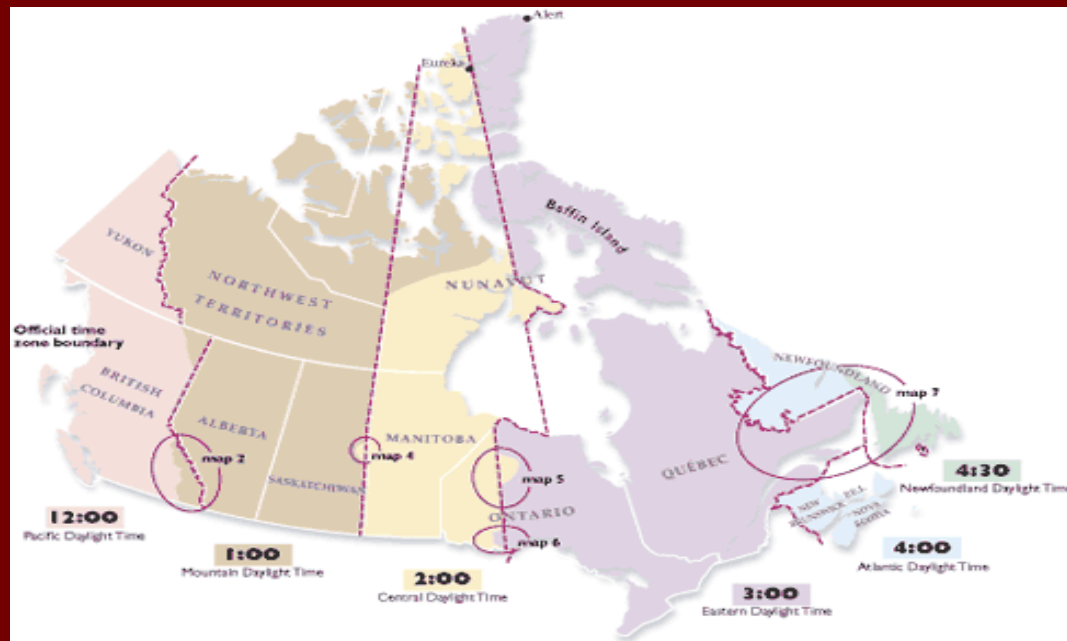 Alert
Eureka
Baffin Island
YUKON
NORTHWEST
TERRITORIES
NUNAVUT
Official time
zone boundary
BRITISH
COLUMBIA
ALBERTA
SASKATCHEWAN
MANITOBA
ONTARIO
QUÉBEC
NEWFOUNDLAND
NEW
BRUNSWICK
P.E.I.
NOVA
SCOTIA
map 2
map 4
map 5
map 6
map 7
12:00
Pacific Daylight Time
1:00
Mountain Daylight Time
2:00
Central Daylight Time
3:00
Eastern Daylight Time
4:00
Atlantic Daylight Time
4:30
Newfoundland Daylight Time